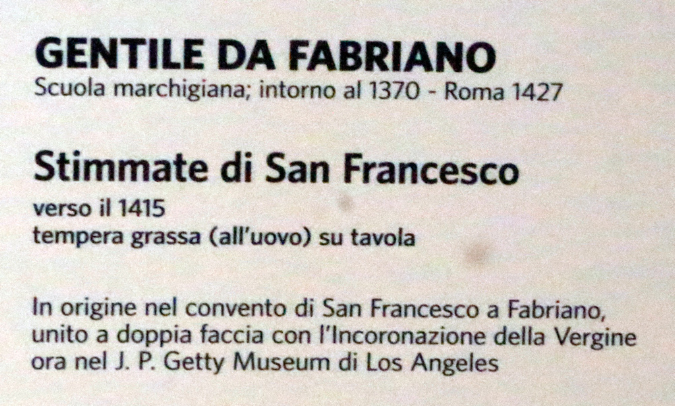 GENTILE DA FABRIANO
Scuola marchigiana; intorno al 1370 - Roma 1427
Stimmate di San Francesco
verso il 1415
tempera grassa (all'uovo) su tavola
In origine nel convento di San Francesco a Fabriano,
unito a doppia faccia con l'Incoronazione della Vergine
ora nel J. P. Getty Museum di Los Angeles